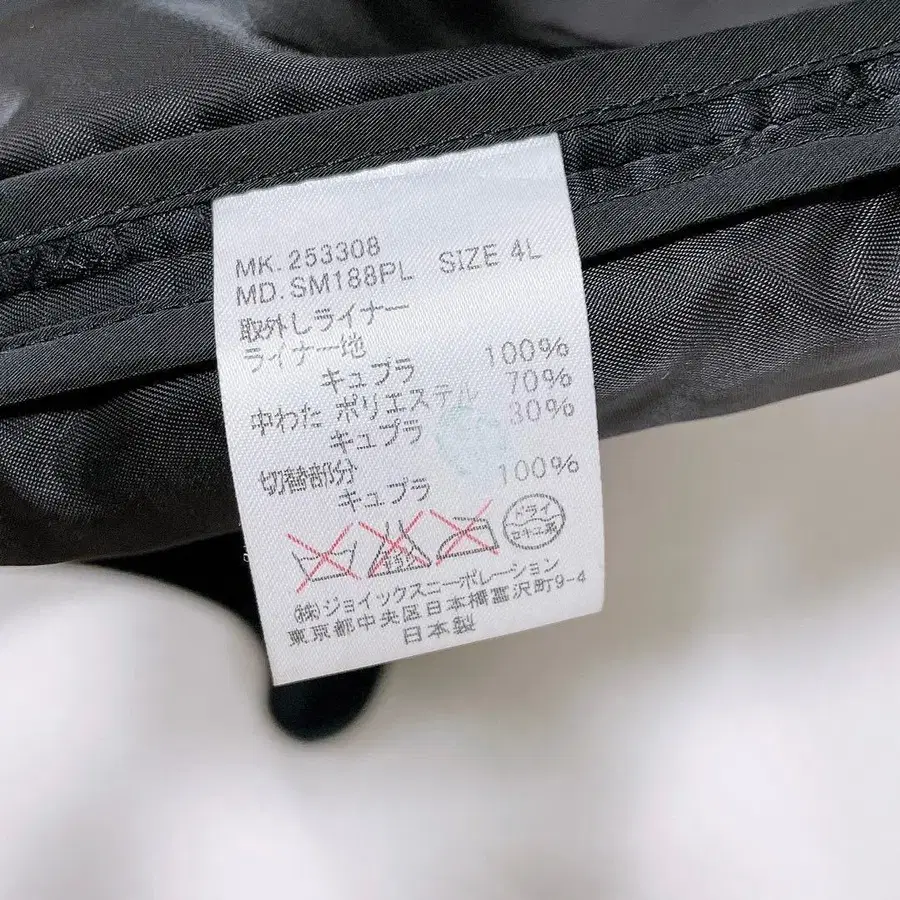 MK. 253308
MD. SM188PL SIZE 4L
取外しライナー
ライナー地
キュプラ 100%
中わた ポリエステル 70%
キュプラ 30%
切替部分
キュプラ 100%
ドライ
セキユ系
(株)ジョイックスコーポレーション
東京都中央区日本橋富沢町9-4
日本製